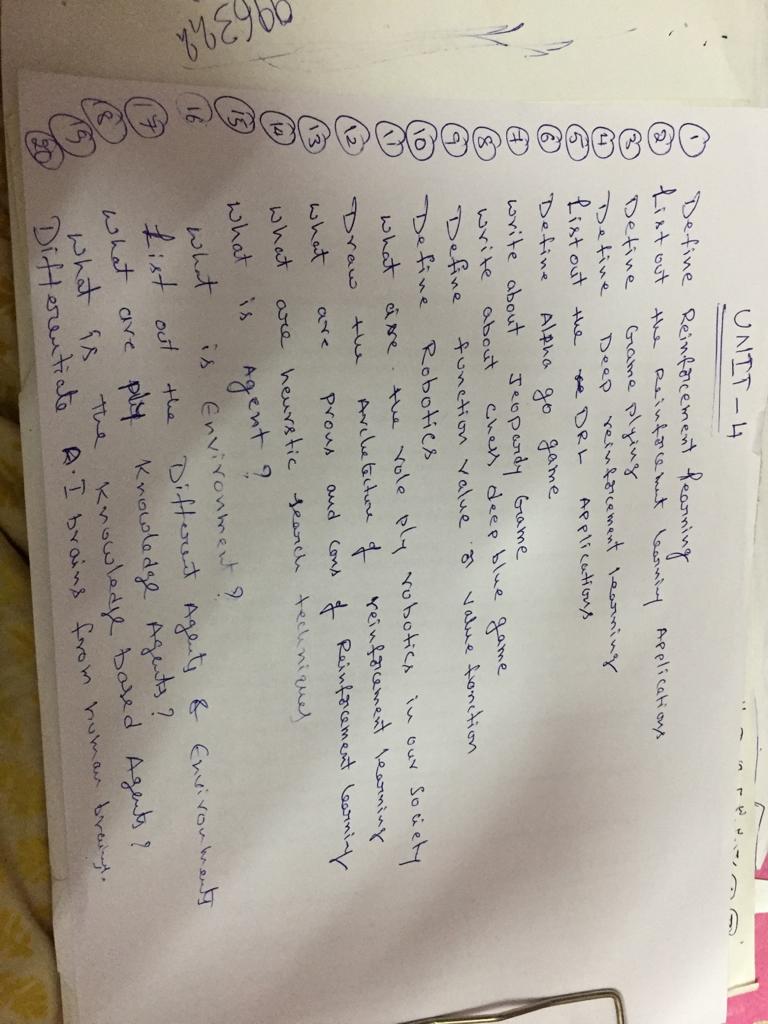 UNIT - 4
① Define Reinforcement Learning
② List out the Reinforcement learning Applications
③ Define Game plying
④ Define Deep reinforcement learning
⑤ List out the DRL Applications
⑥ Define Alpha go game
⑦ write about Jeopardy Game
⑧ write about chess deep blue game
⑨ Define function value or value function
⑩ Define Robotics
⑪ what are the role ply robotics in our society
⑫ Draw the Archetecture of reinforcement learning
⑬ what are prous and cons of Reinforcement learning
⑭ what are heurstic search techniques
⑮ what is Agent?
⑯ what is Environment?
⑰ List out the Different Agents & Environments
⑱ what are Knowledge Agents?
⑲ what is the knowledge based Agents?
⑳ Differentiate A.I brains from human brains.
99639